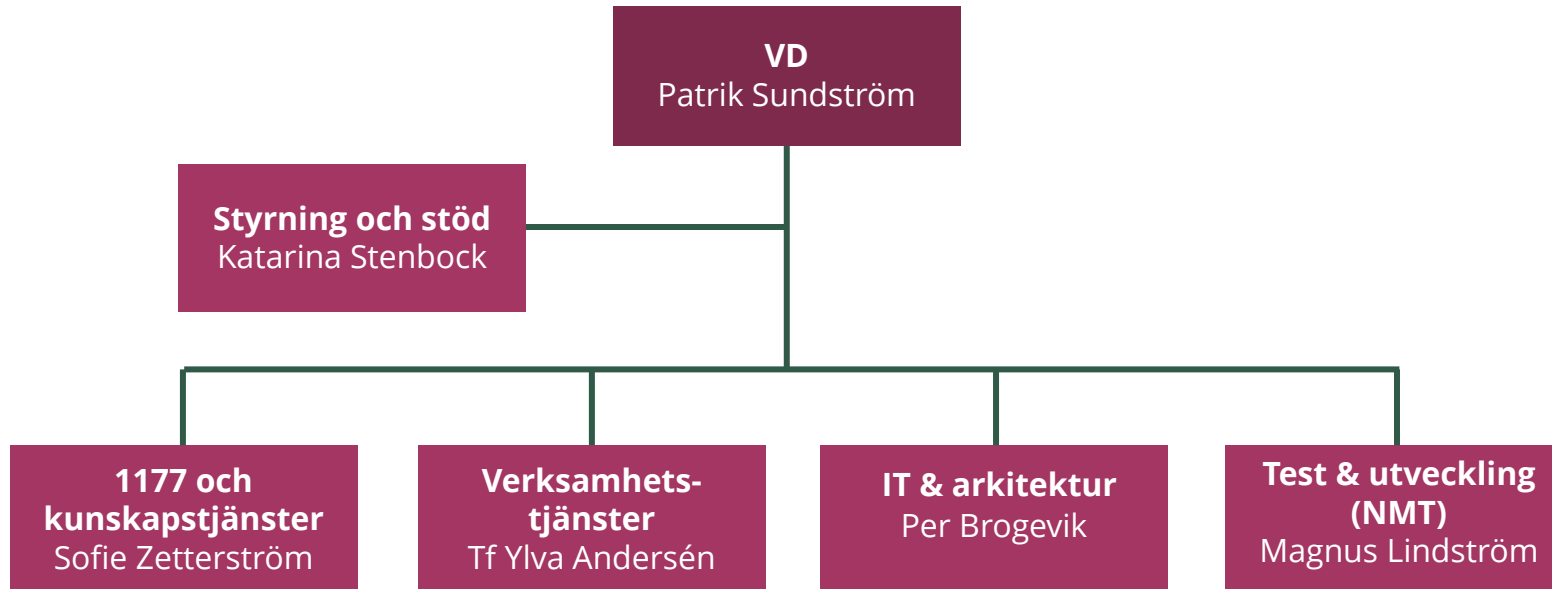 VD
Patrik Sundström
Styrning och stöd
Katarina Stenbock
1177 och
kunskapstjänster
Sofie Zetterström
Verksamhets-
tjänster
Tf Ylva Andersén
IT & arkitektur
Per Brogevik
Test & utveckling
(NMT)
Magnus Lindström